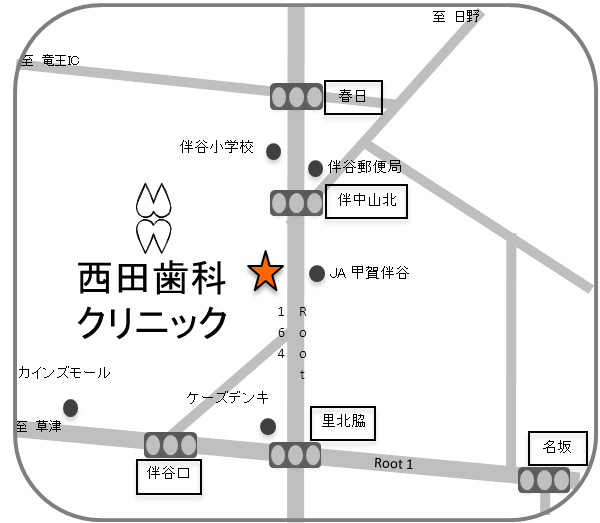 至 日野
至 竜王IC
春日
伴谷小学校
伴谷郵便局
伴中山北
西田歯科
クリニック
JA 甲賀伴谷
Root
164
カインズモール
ケーズデンキ
至 草津
里北脇
伴谷口
Root 1
名坂